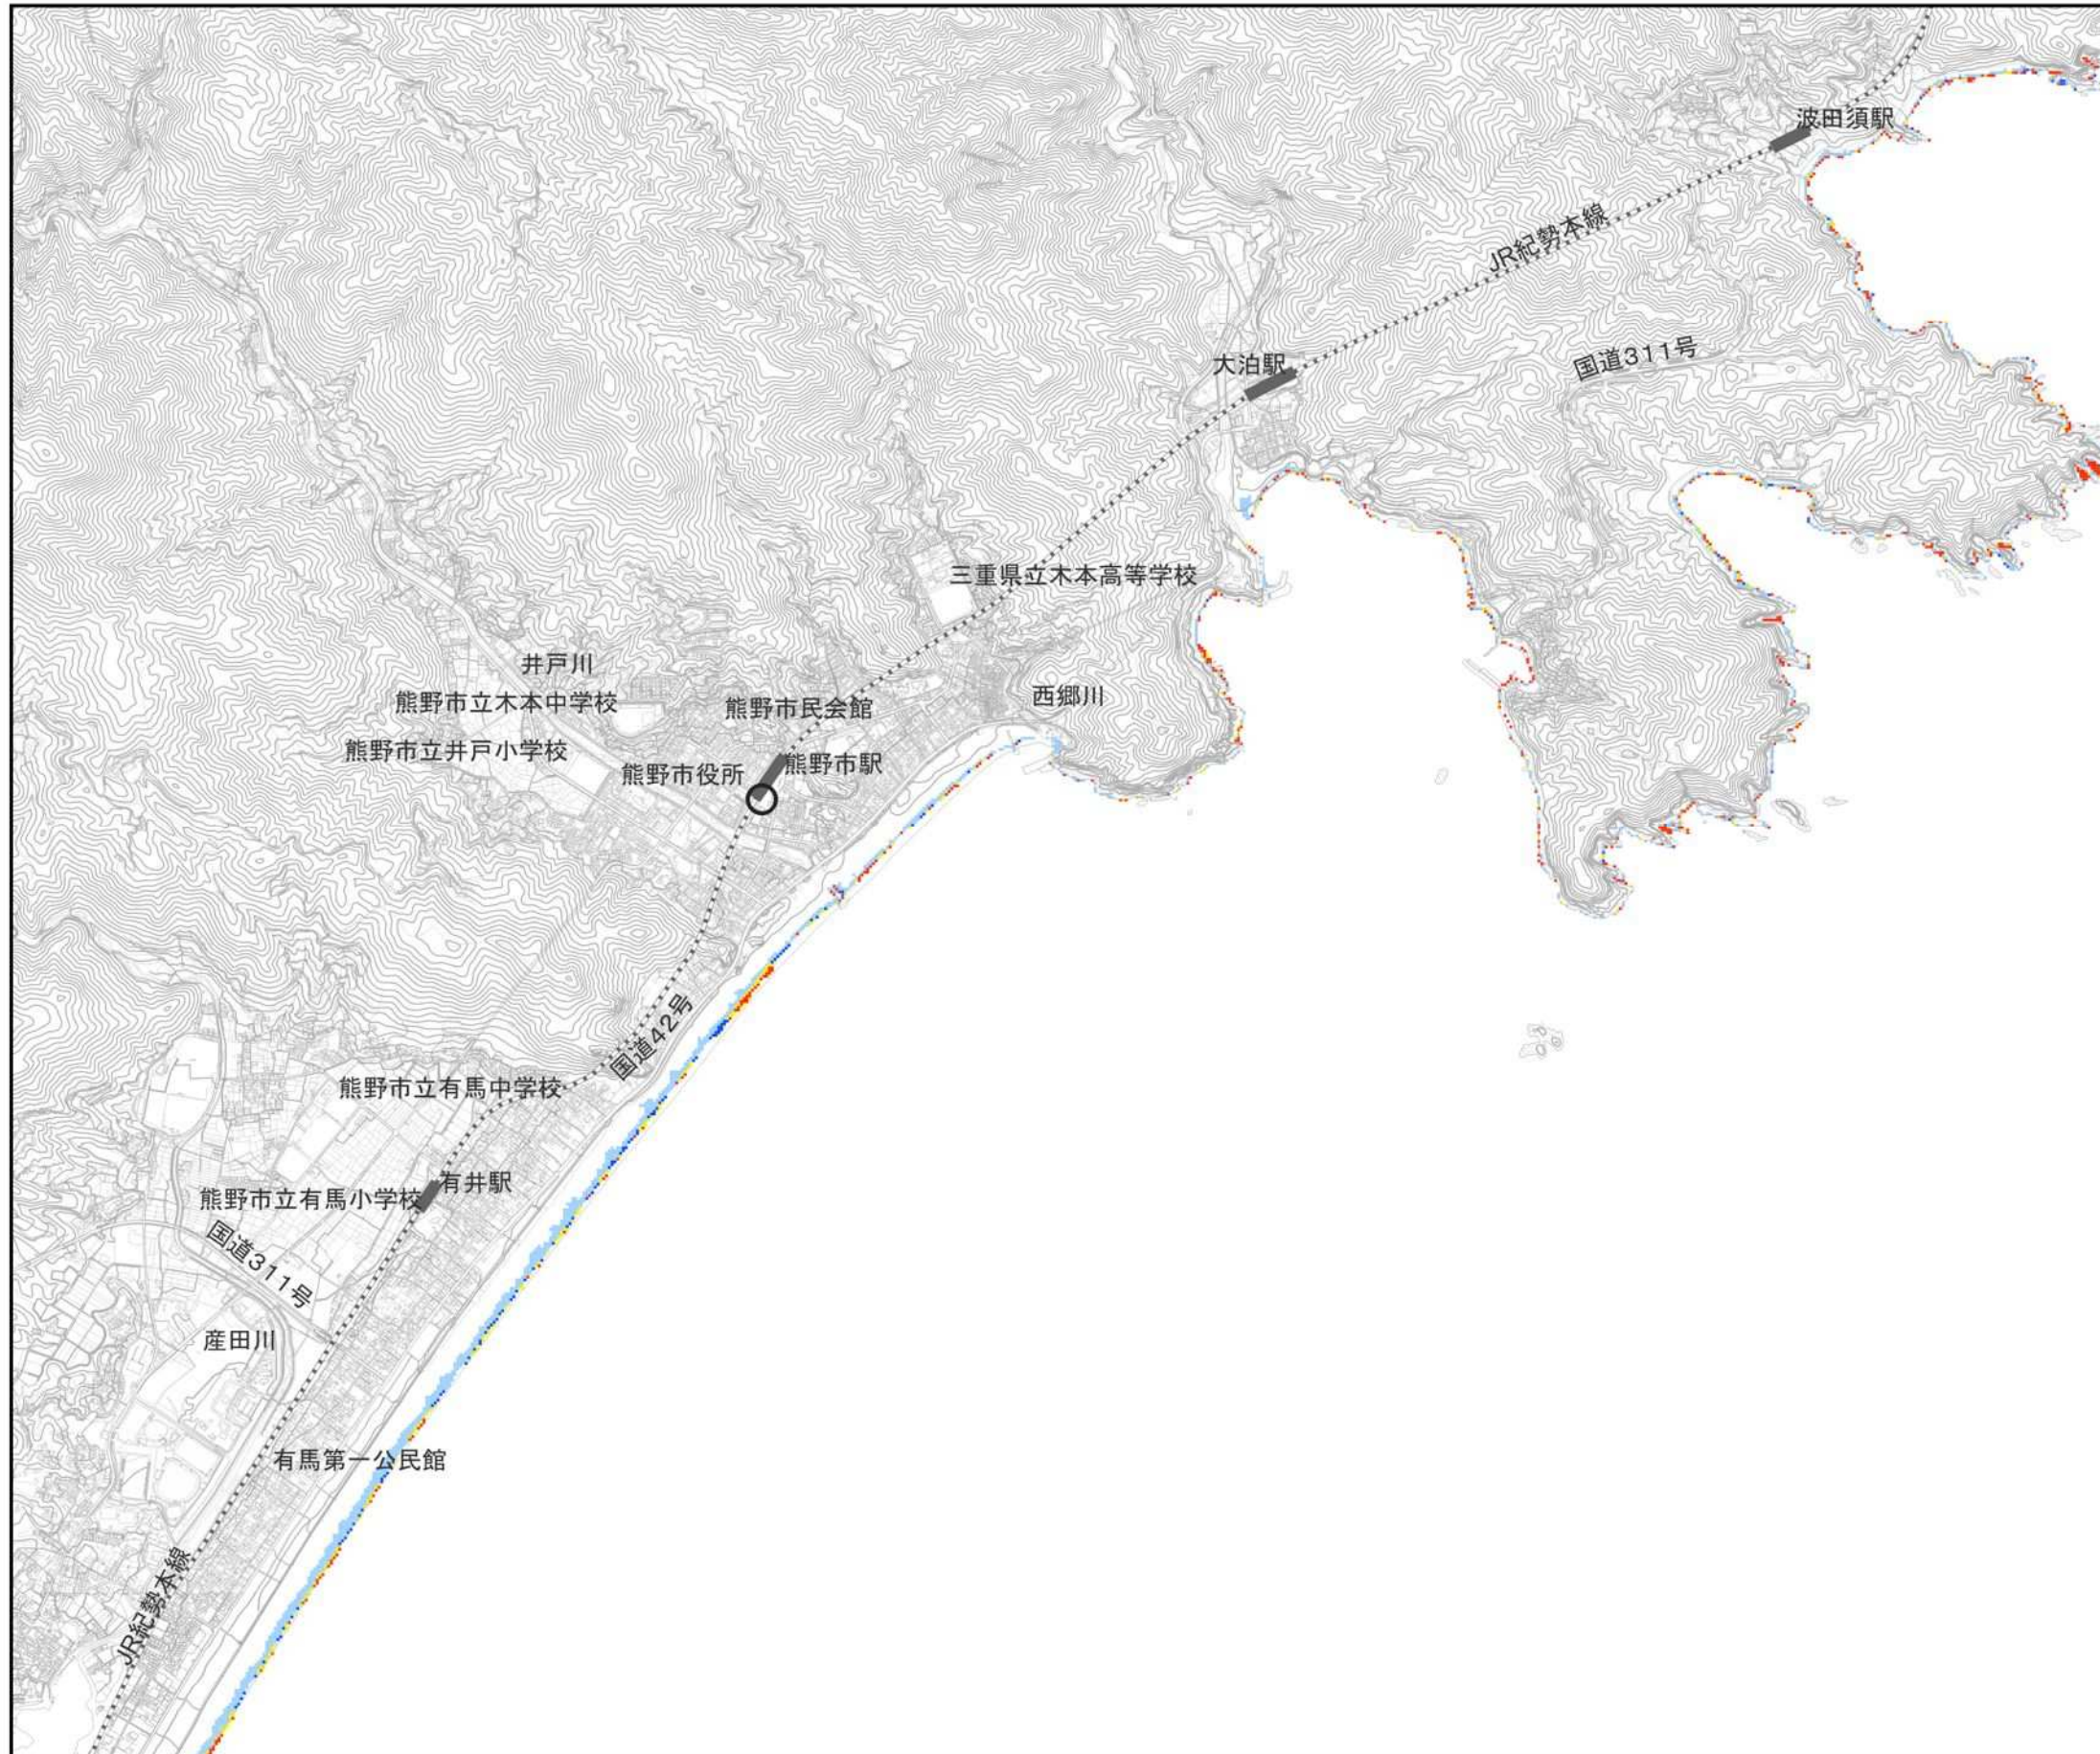 波田須駅
JR紀勢本線
国道311号
大泊駅
三重県立木本高等学校
井戸川
西郷川
熊野市立木本中学校
熊野市民会館
熊野市立井戸小学校
熊野市役所
熊野市駅
国道42号
熊野市立有馬中学校
有井駅
熊野市立有馬小学校
国道311号
産田川
有馬第一公民館
JR紀勢本線